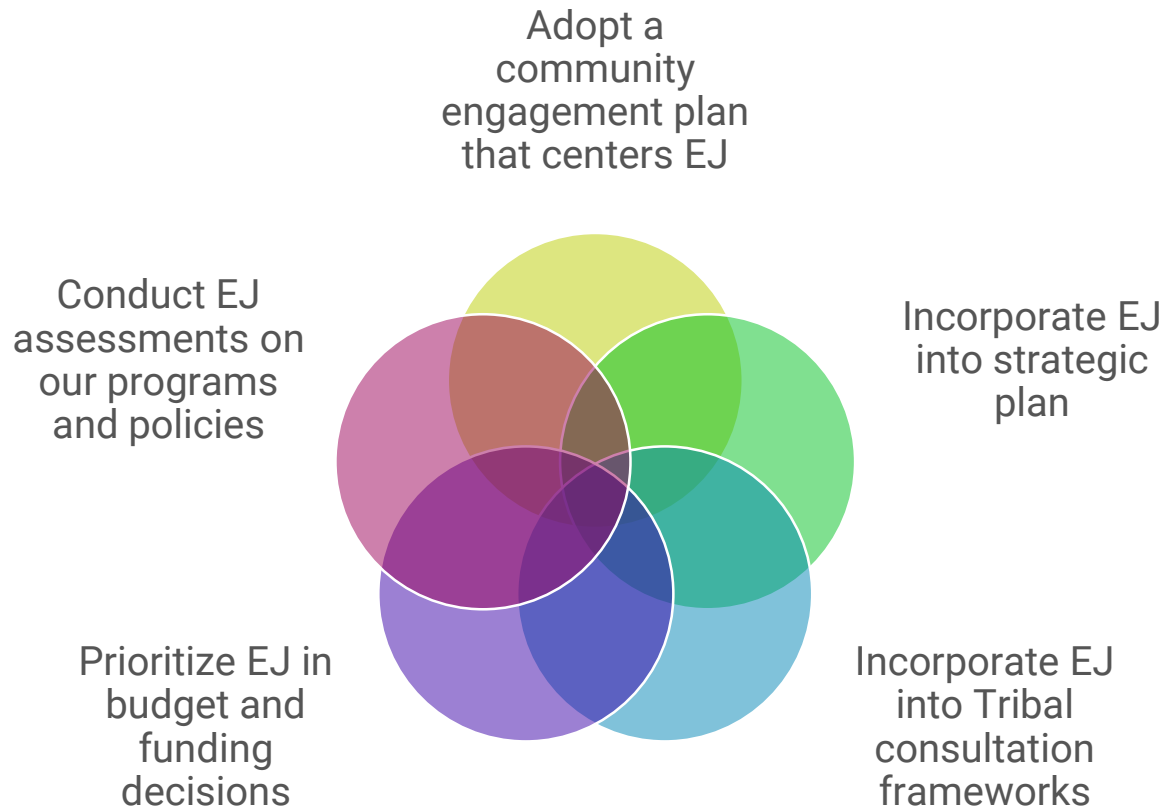 Adopt a
community
engagement plan
that centers EJ
Conduct EJ
assessments on
our programs
and policies
Incorporate EJ
into strategic
plan
Prioritize EJ in
budget and
funding
decisions
Incorporate EJ
into Tribal
consultation
frameworks